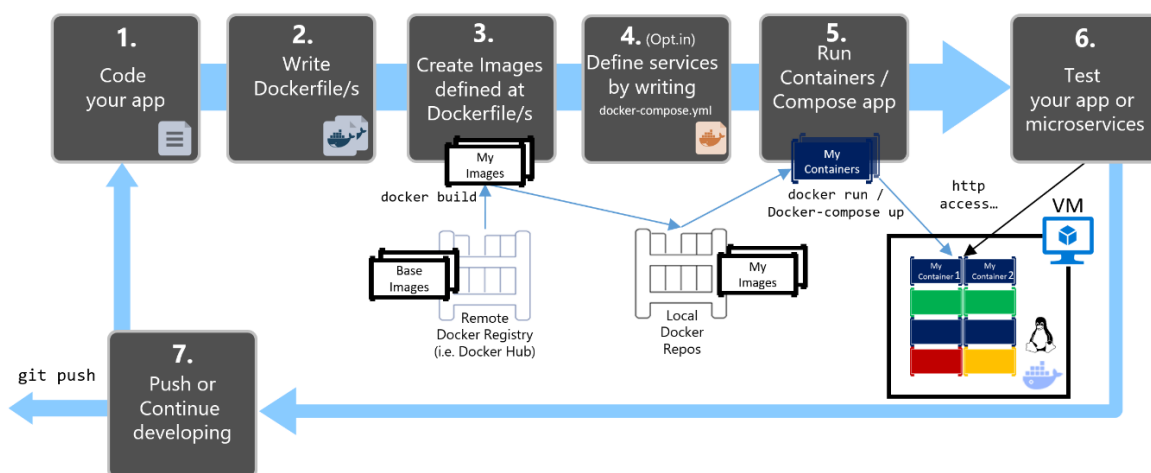 1.
Code
your app
2.
Write
Dockerfile/s
3.
Create Images
defined at
Dockerfile/s
My
Images
4. (Opt.in)
Define services
by writing
docker-compose.yml
5.
Run
Containers /
Compose app
My
Containers
6.
Test
your app or
microservices
docker build
docker run /
Docker-compose up
http
access…
VM
Base
Images
Remote
Docker Registry
(i.e. Docker Hub)
My
Images
Local
Docker
Repos
My
Container 1
My
Container 2
7.
Push or
Continue
developing
git push